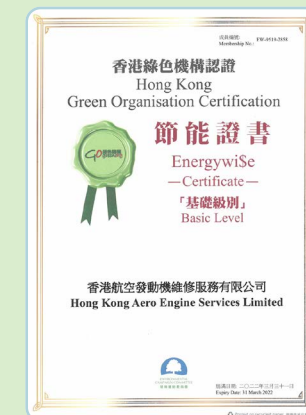 成員編號:
Membership No.:
香港綠色機構認證
Hong Kong
Green Organisation Certification
節能證書
Energywi$e
—Certificate—
「基礎級別」
Basic Level
香港航空發動機維修服務有限公司
Hong Kong Aero Engine Services Limited
屆滿日期: 二〇二二年三月三十一日
Expiry Date: 31 March 2022